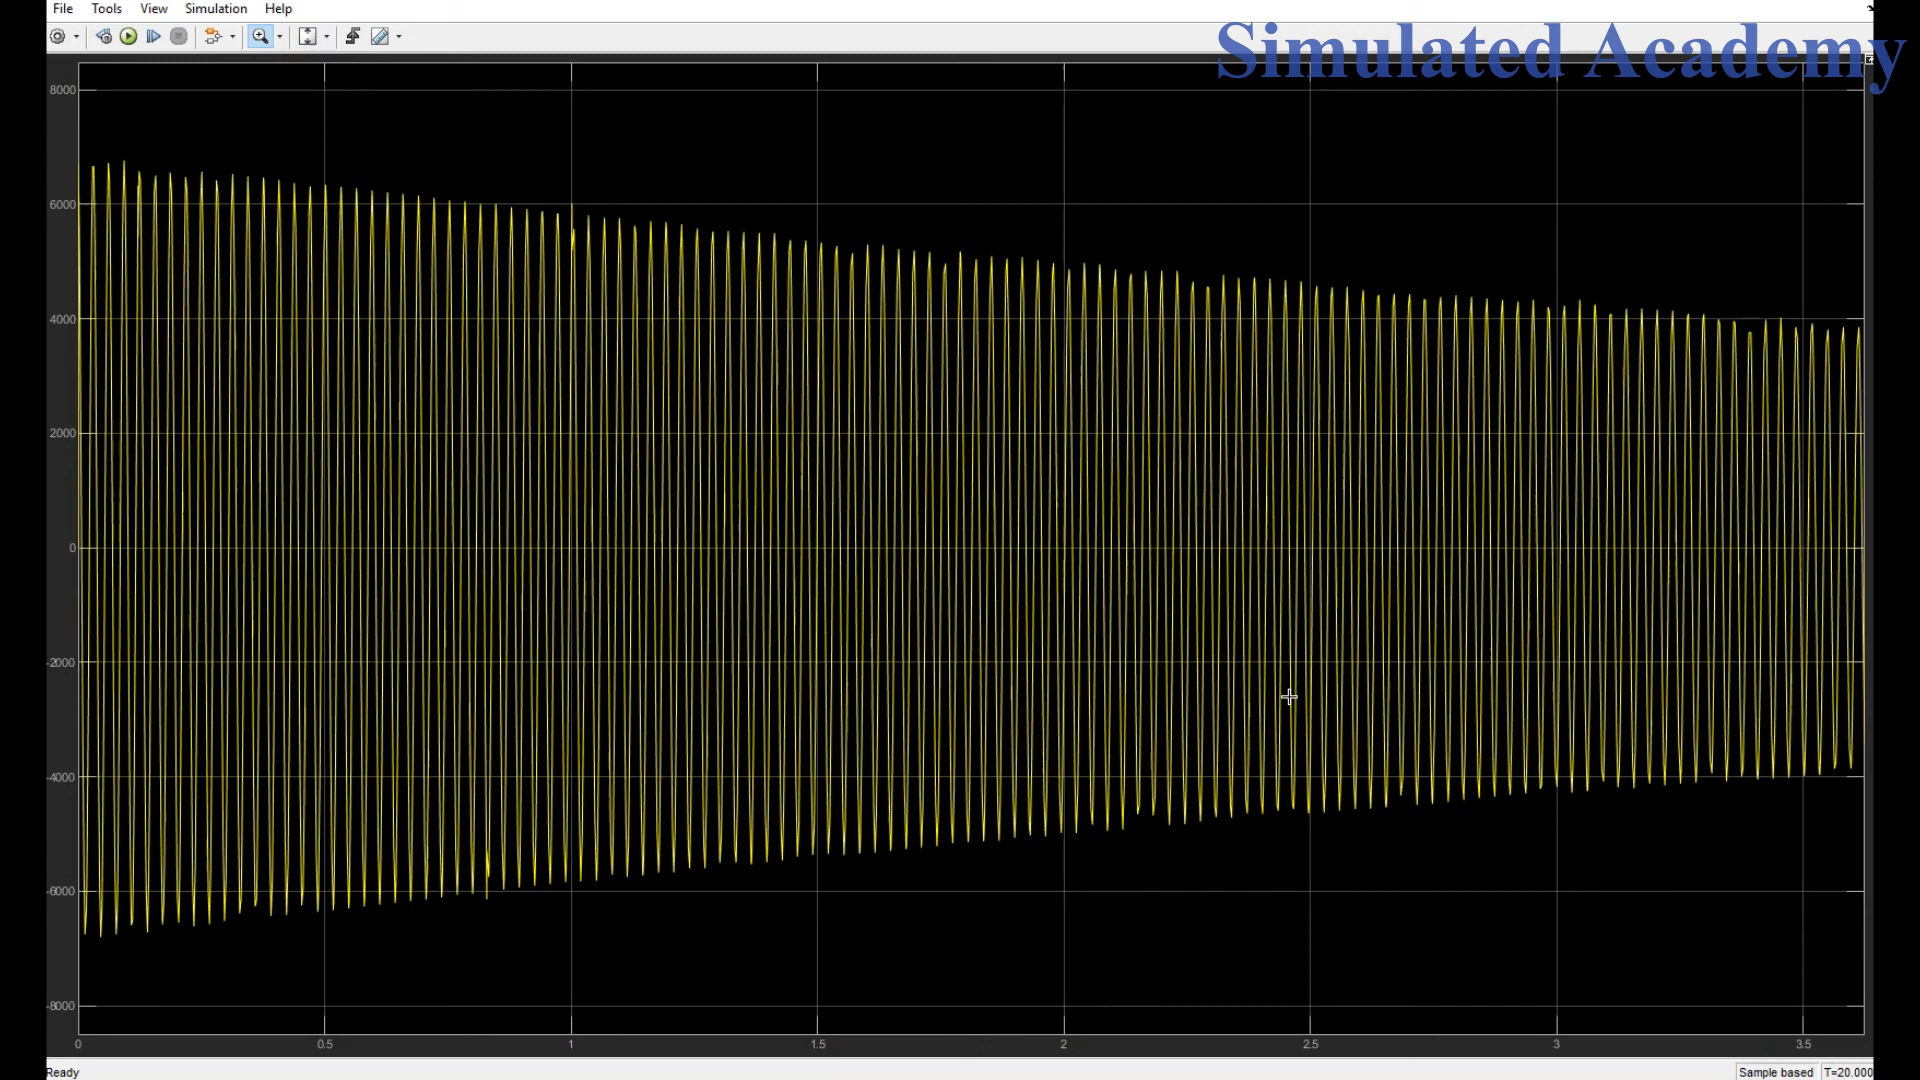 File Tools View Simulation Help
Simulated Academy
8000
6000
4000
2000
0
-2000
-4000
-6000
-8000
0 0.5 1 1.5 2 2.5 3 3.5
Ready Sample based T=20.000